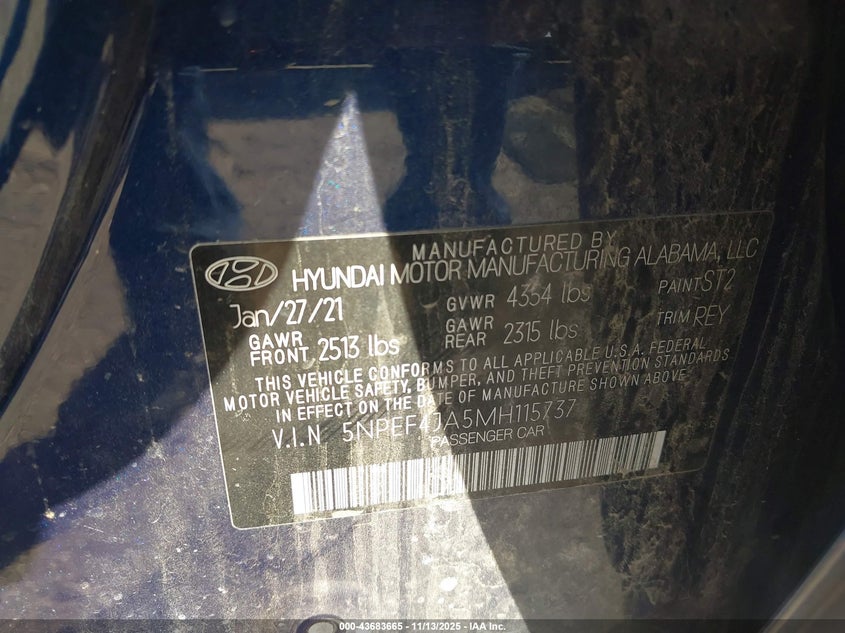 MANUFACTURED BY
HYUNDAI MOTOR MANUFACTURING ALABAMA, LLC
Jan/27/21 GVWR 4354 lbs PAINT ST2
GAWR FRONT 2513 lbs GAWR REAR 2315 lbs TRIM REY
THIS VEHICLE CONFORMS TO ALL APPLICABLE U.S.A. FEDERAL
MOTOR VEHICLE SAFETY, BUMPER, AND THEFT PREVENTION STANDARDS
IN EFFECT ON THE DATE OF MANUFACTURE SHOWN ABOVE.
V.I.N 5NPEF4JA5MH115737
PASSENGER CAR
000-43683665 - 11/13/2025 - IAA Inc.